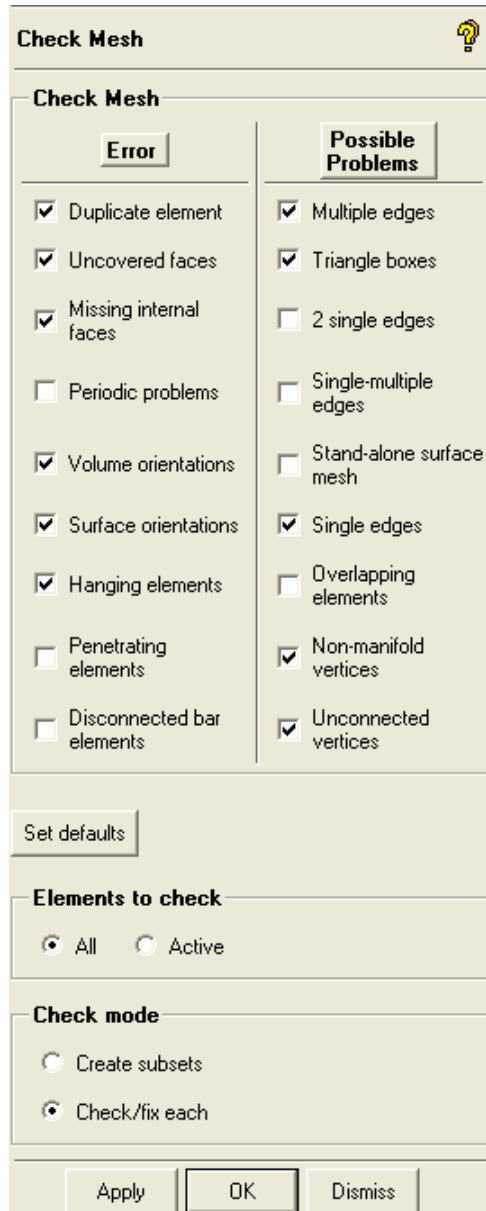 Check Mesh
Check Mesh
Error
Possible
Problems
Duplicate element
Multiple edges
Uncovered faces
Triangle boxes
Missing internal
faces
2 single edges
Periodic problems
Single-multiple
edges
Volume orientations
Stand-alone surface
mesh
Surface orientations
Single edges
Hanging elements
Overlapping
elements
Penetrating
elements
Non-manifold
vertices
Disconnected bar
elements
Unconnected
vertices
Set defaults
Elements to check
All
Active
Check mode
Create subsets
Check/fix each
Apply
OK
Dismiss